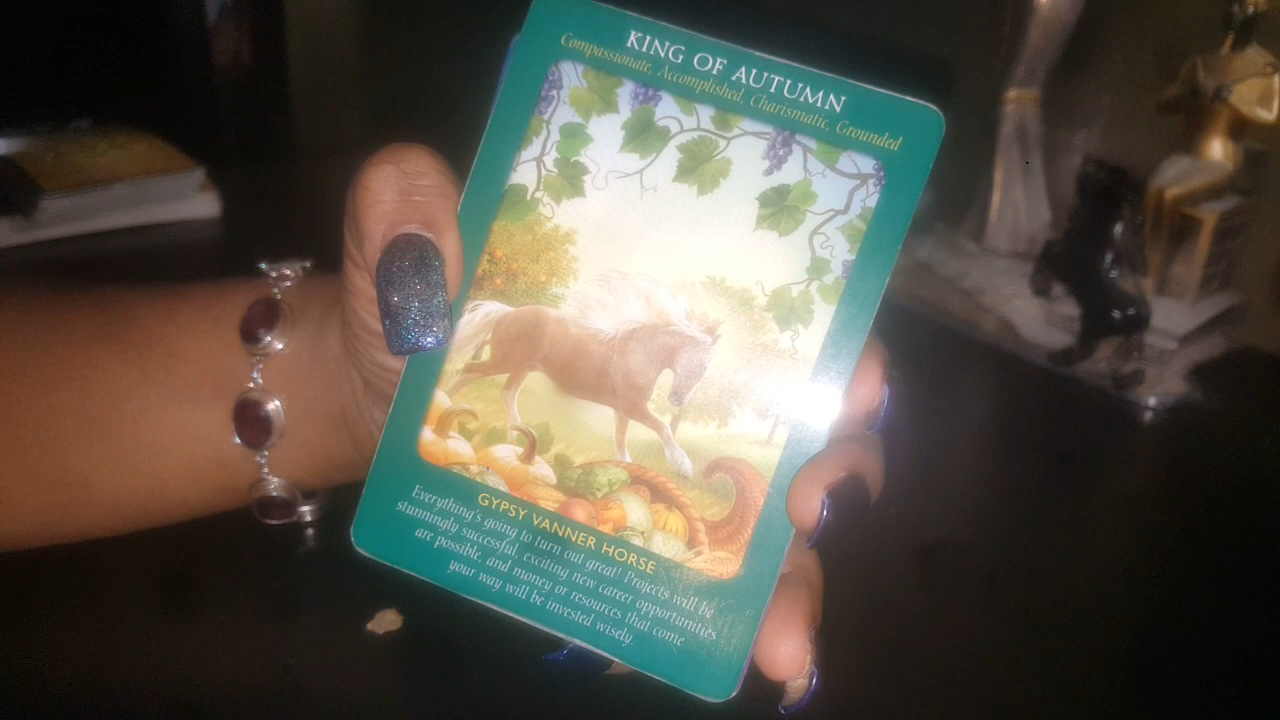 KING OF AUTUMN
Compassionate, Accomplished, Charismatic, Grounded
GYPSY VANNER HORSE
Everything's going to turn out great! Projects will be
stunningly successful, exciting new career opportunities
are possible, and money or resources that come
your way will be invested wisely.